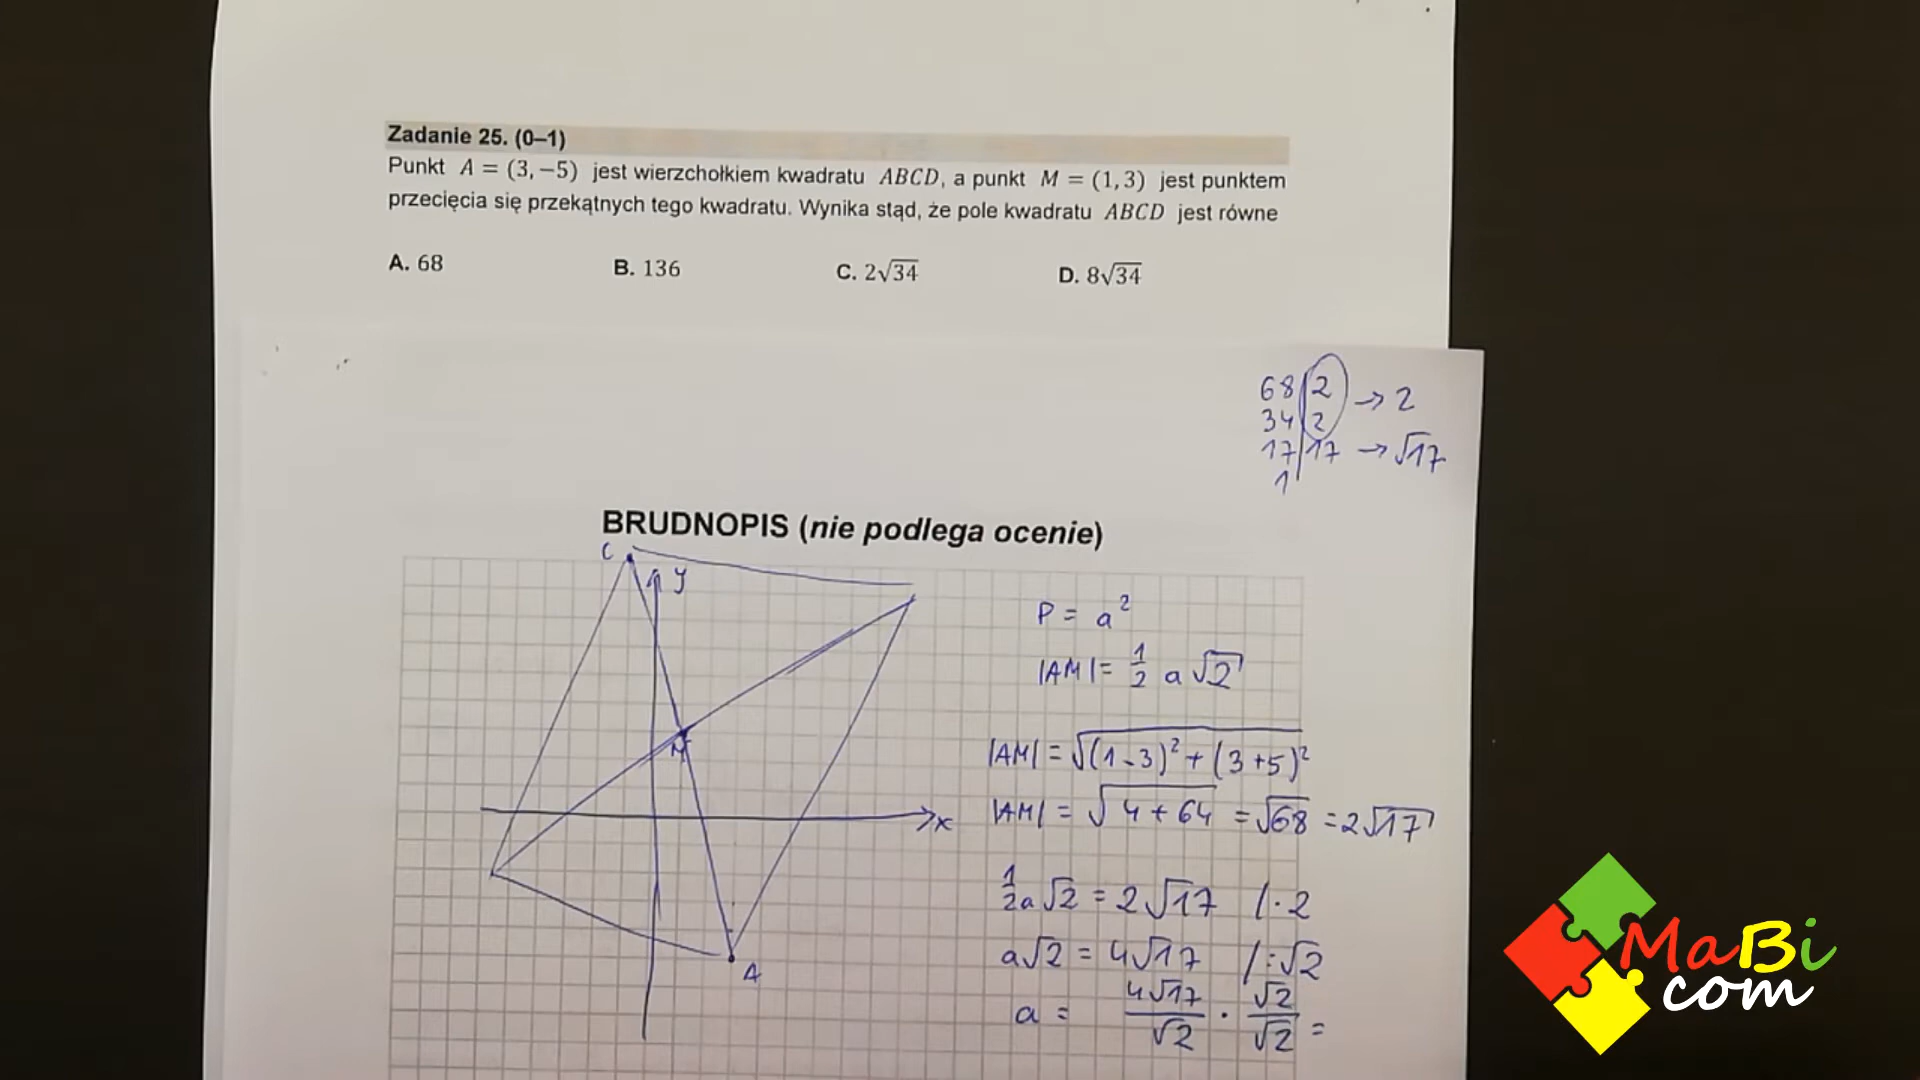 Zadanie 25. (0–1)
Punkt A = (3, −5) jest wierzchołkiem kwadratu ABCD, a punkt M = (1, 3) jest punktem
przecięcia się przekątnych tego kwadratu. Wynika stąd, że pole kwadratu ABCD jest równe
A. 68 B. 136 C. 2√34 D. 8√34
68|2 → 2
34|2
17|17 → √17
1|
BRUDNOPIS (nie podlega ocenie)
C
y
M
x
A
P = a²
|AM| = ½ a√2
|AM| = √(1-3)² + (3+5)²
|AM| = √4+64 = √68 = 2√17
½a√2 = 2√17 /·2
a√2 = 4√17 /:√2
a = 4√17/√2 · √2/√2 =
MaBi
com